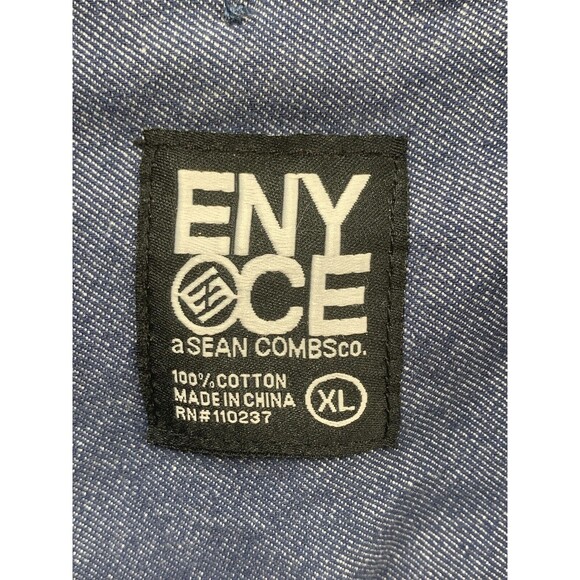 ENY
CE
a SEAN COMBS co.
100% COTTON
MADE IN CHINA
RN#110237
XL